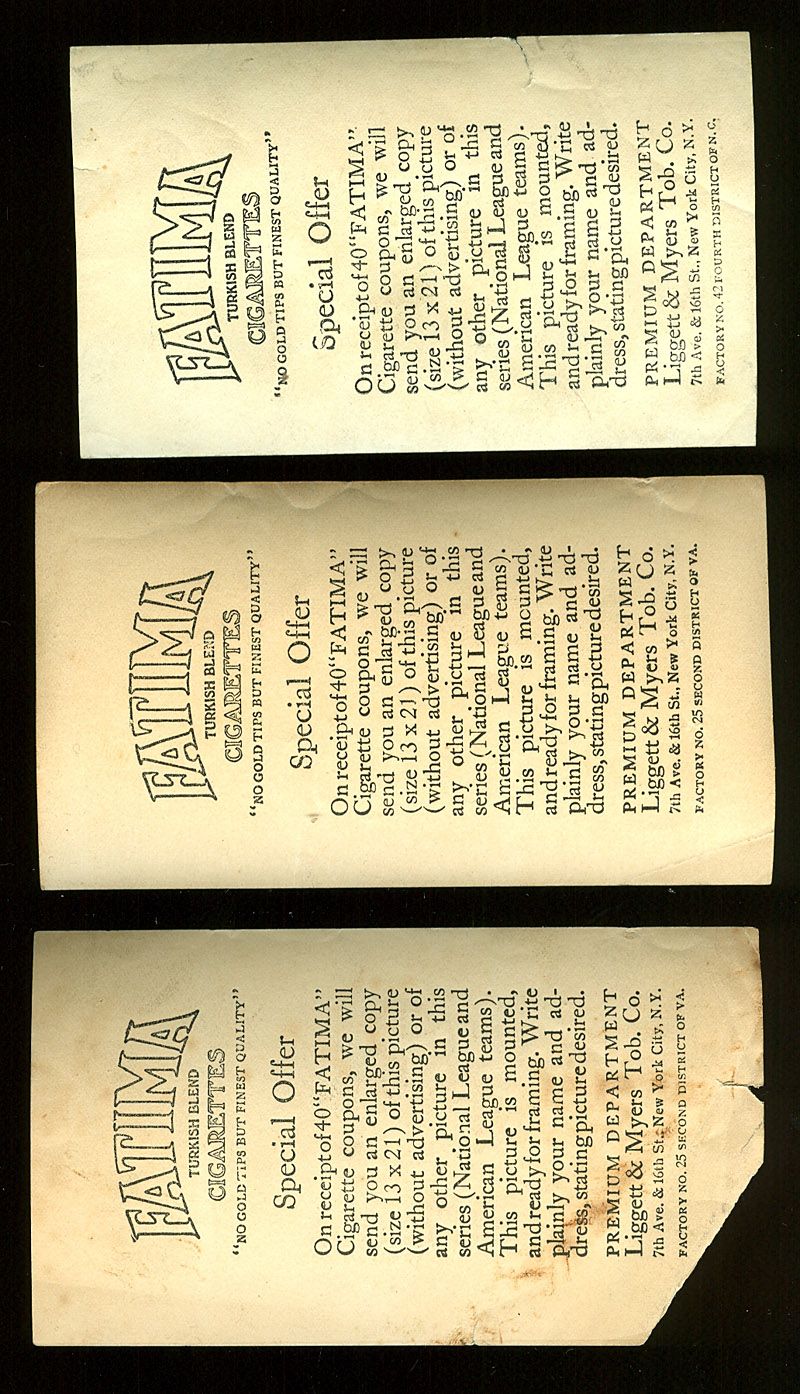 FATIMA
TURKISH BLEND
CIGARETTES
"NO GOLD TIPS BUT FINEST QUALITY"
Special Offer
On receipt of 40 "FATIMA"
Cigarette coupons, we will
send you an enlarged copy
(size 13 x 21) of this picture
(without advertising) or of
any other picture in this
series (National League and
American League teams).
This picture is mounted,
and ready for framing. Write
plainly your name and ad-
dress, stating picture desired.
PREMIUM DEPARTMENT
Liggett & Myers Tob. Co.
7th Ave. & 16th St., New York City, N.Y.
FACTORY NO. 42 FOURTH DISTRICT OF N.C.
FATIMA
TURKISH BLEND
CIGARETTES
"NO GOLD TIPS BUT FINEST QUALITY"
Special Offer
On receipt of 40 "FATIMA"
Cigarette coupons, we will
send you an enlarged copy
(size 13 x 21) of this picture
(without advertising) or of
any other picture in this
series (National League and
American League teams).
This picture is mounted,
and ready for framing. Write
plainly your name and ad-
dress, stating picture desired.
PREMIUM DEPARTMENT
Liggett & Myers Tob. Co.
7th Ave. & 16th St., New York City, N.Y.
FACTORY NO. 25 SECOND DISTRICT OF VA.
FATIMA
TURKISH BLEND
CIGARETTES
"NO GOLD TIPS BUT FINEST QUALITY"
Special Offer
On receipt of 40 "FATIMA"
Cigarette coupons, we will
send you an enlarged copy
(size 13 x 21) of this picture
(without advertising) or of
any other picture in this
series (National League and
American League teams).
This picture is mounted,
and ready for framing. Write
plainly your name and ad-
dress, stating picture desired.
PREMIUM DEPARTMENT
Liggett & Myers Tob. Co.
7th Ave. & 16th St., New York City, N.Y.
FACTORY NO. 25 SECOND DISTRICT OF VA.